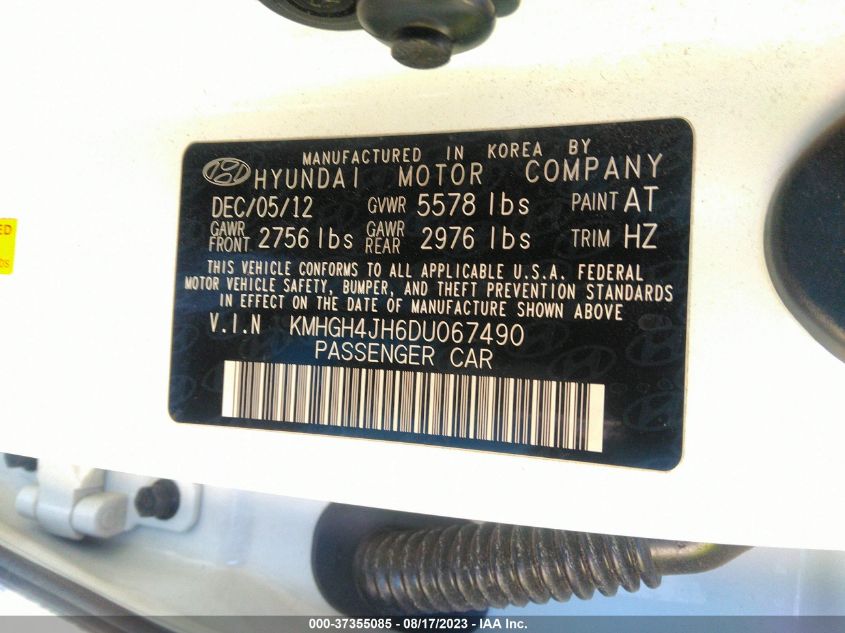 MANUFACTURED IN KOREA BY
HYUNDAI MOTOR COMPANY
DEC/05/12 GVWR 5578 lbs PAINT AT
GAWR FRONT 2756 lbs GAWR REAR 2976 lbs TRIM HZ
THIS VEHICLE CONFORMS TO ALL APPLICABLE U.S.A. FEDERAL
MOTOR VEHICLE SAFETY, BUMPER, AND THEFT PREVENTION STANDARDS
IN EFFECT ON THE DATE OF MANUFACTURE SHOWN ABOVE
V.I.N KMHGH4JH6DU067490
PASSENGER CAR
000-37355085 - 08/17/2023 - IAA Inc.